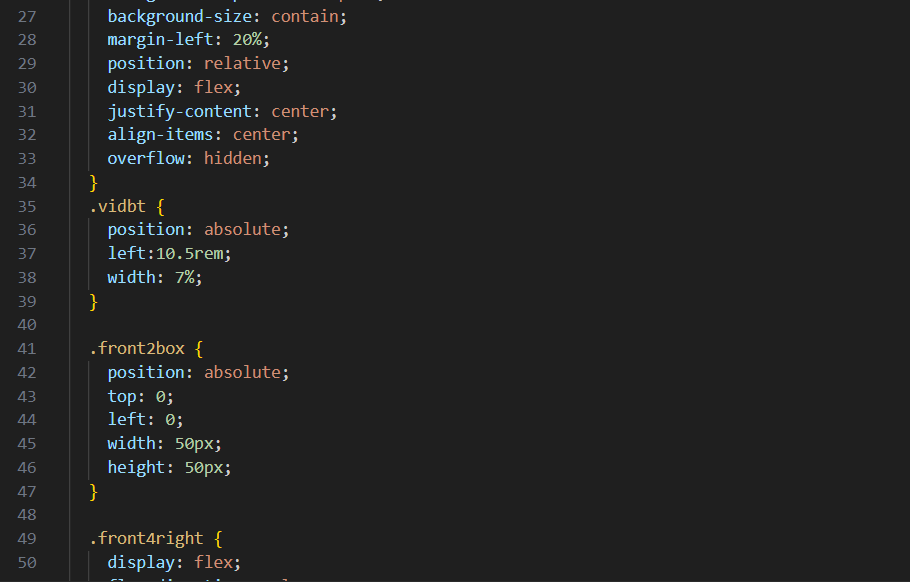 27 background-size: contain;
28 margin-left: 20%;
29 position: relative;
30 display: flex;
31 justify-content: center;
32 align-items: center;
33 overflow: hidden;
34 }
35 .vidbt {
36 position: absolute;
37 left:10.5rem;
38 width: 7%;
39 }
40
41 .front2box {
42 position: absolute;
43 top: 0;
44 left: 0;
45 width: 50px;
46 height: 50px;
47 }
48
49 .front4right {
50 display: flex;